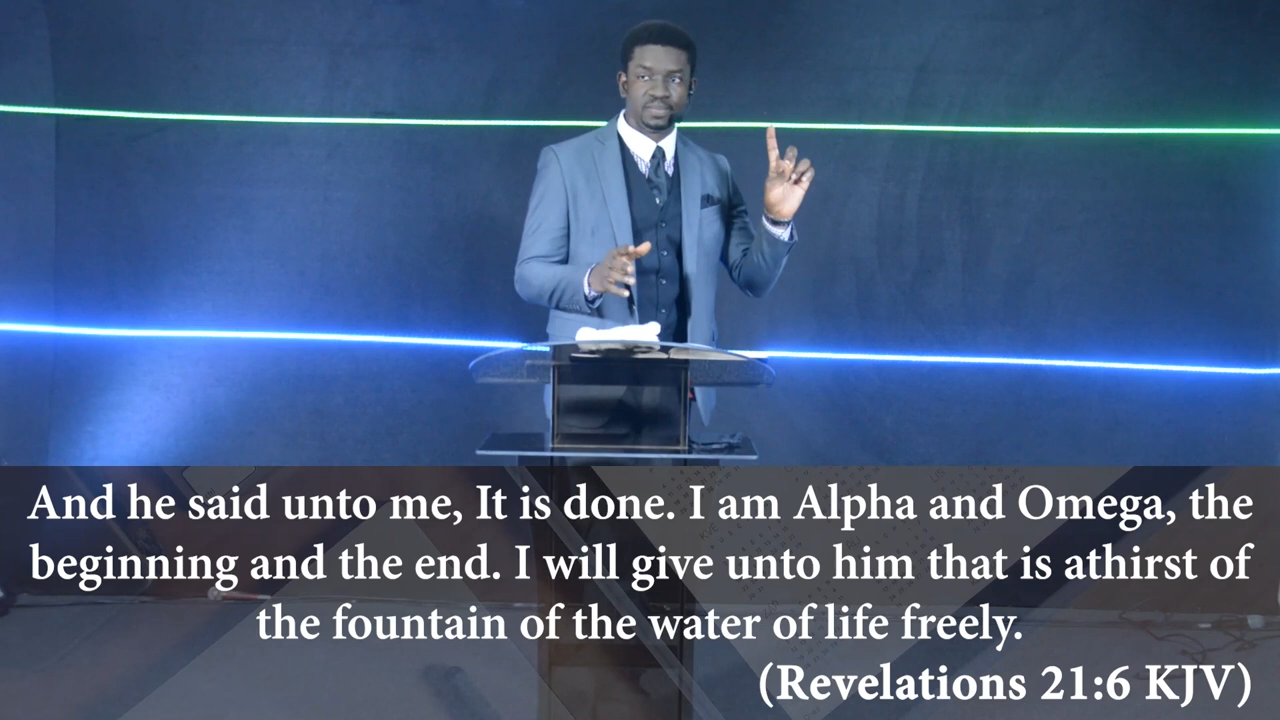 And he said unto me, It is done. I am Alpha and Omega, the
beginning and the end. I will give unto him that is athirst of
the fountain of the water of life freely.
(Revelations 21:6 KJV)